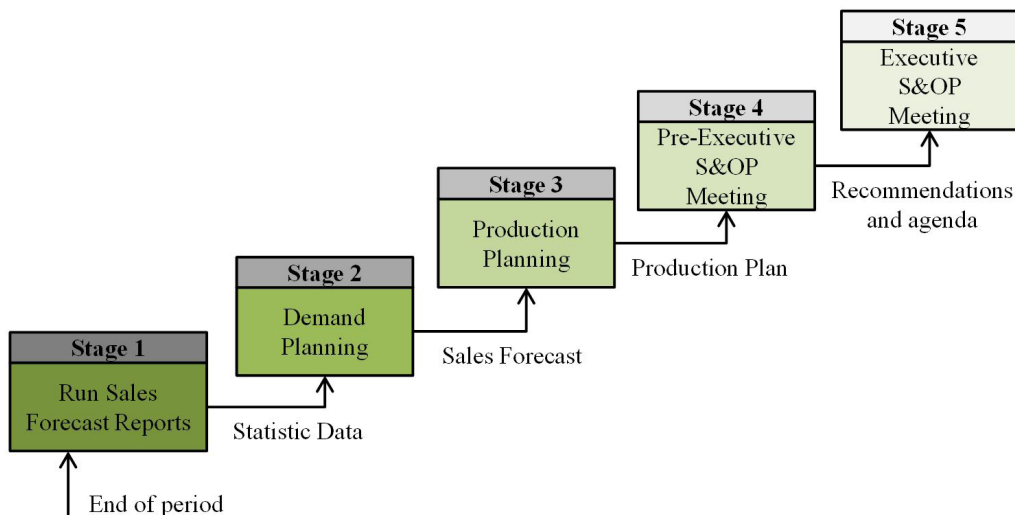 Stage 5
Executive
S&OP
Meeting
Stage 4
Pre-Executive
S&OP
Meeting
Recommendations
and agenda
Stage 3
Production
Planning
Production Plan
Stage 2
Demand
Planning
Sales Forecast
Stage 1
Run Sales
Forecast Reports
Statistic Data
End of period